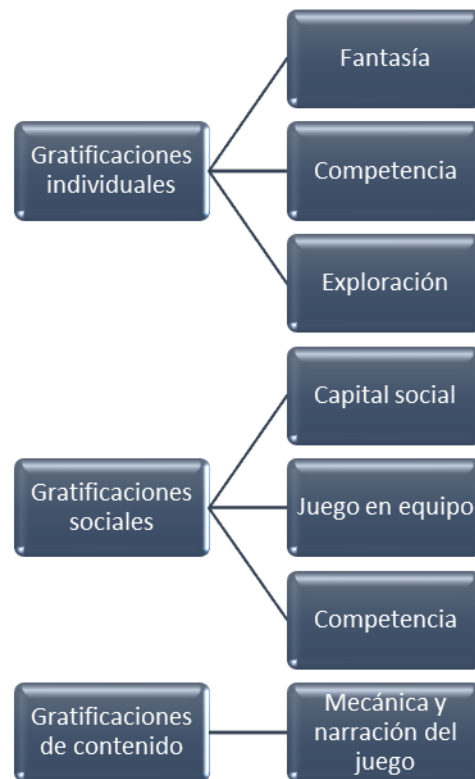 Fantasía
Gratificaciones
individuales
Competencia
Exploración
Capital social
Gratificaciones
sociales
Juego en equipo
Competencia
Gratificaciones
de contenido
Mecánica y
narración del
juego